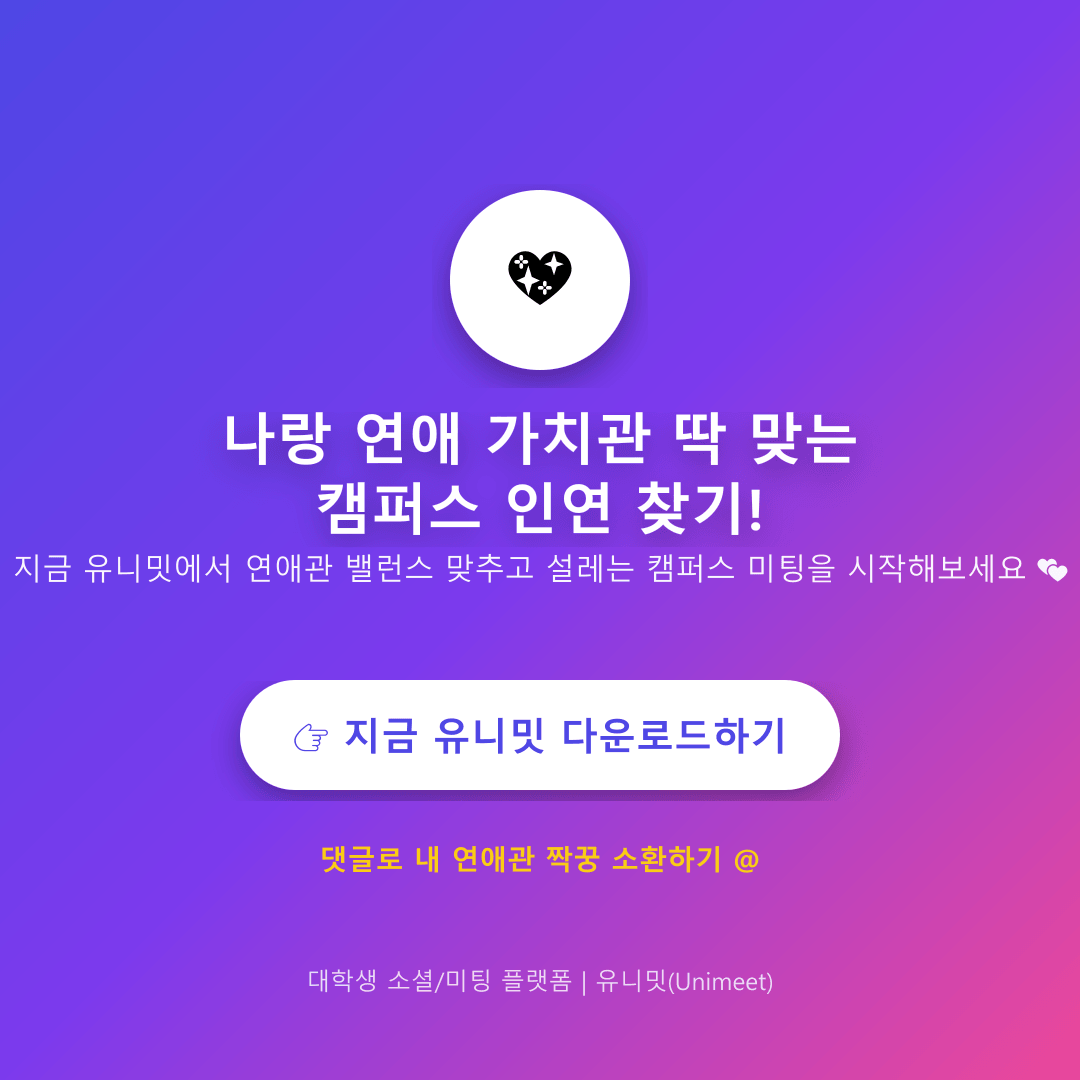 나랑 연애 가치관 딱 맞는
캠퍼스 인연 찾기!
지금 유니밋에서 연애관 밸런스 맞추고 설레는 캠퍼스 미팅을 시작해보세요 💕
👉 지금 유니밋 다운로드하기
댓글로 내 연애관 짝꿍 소환하기 @
대학생 소셜/미팅 플랫폼 | 유니밋(Unimeet)